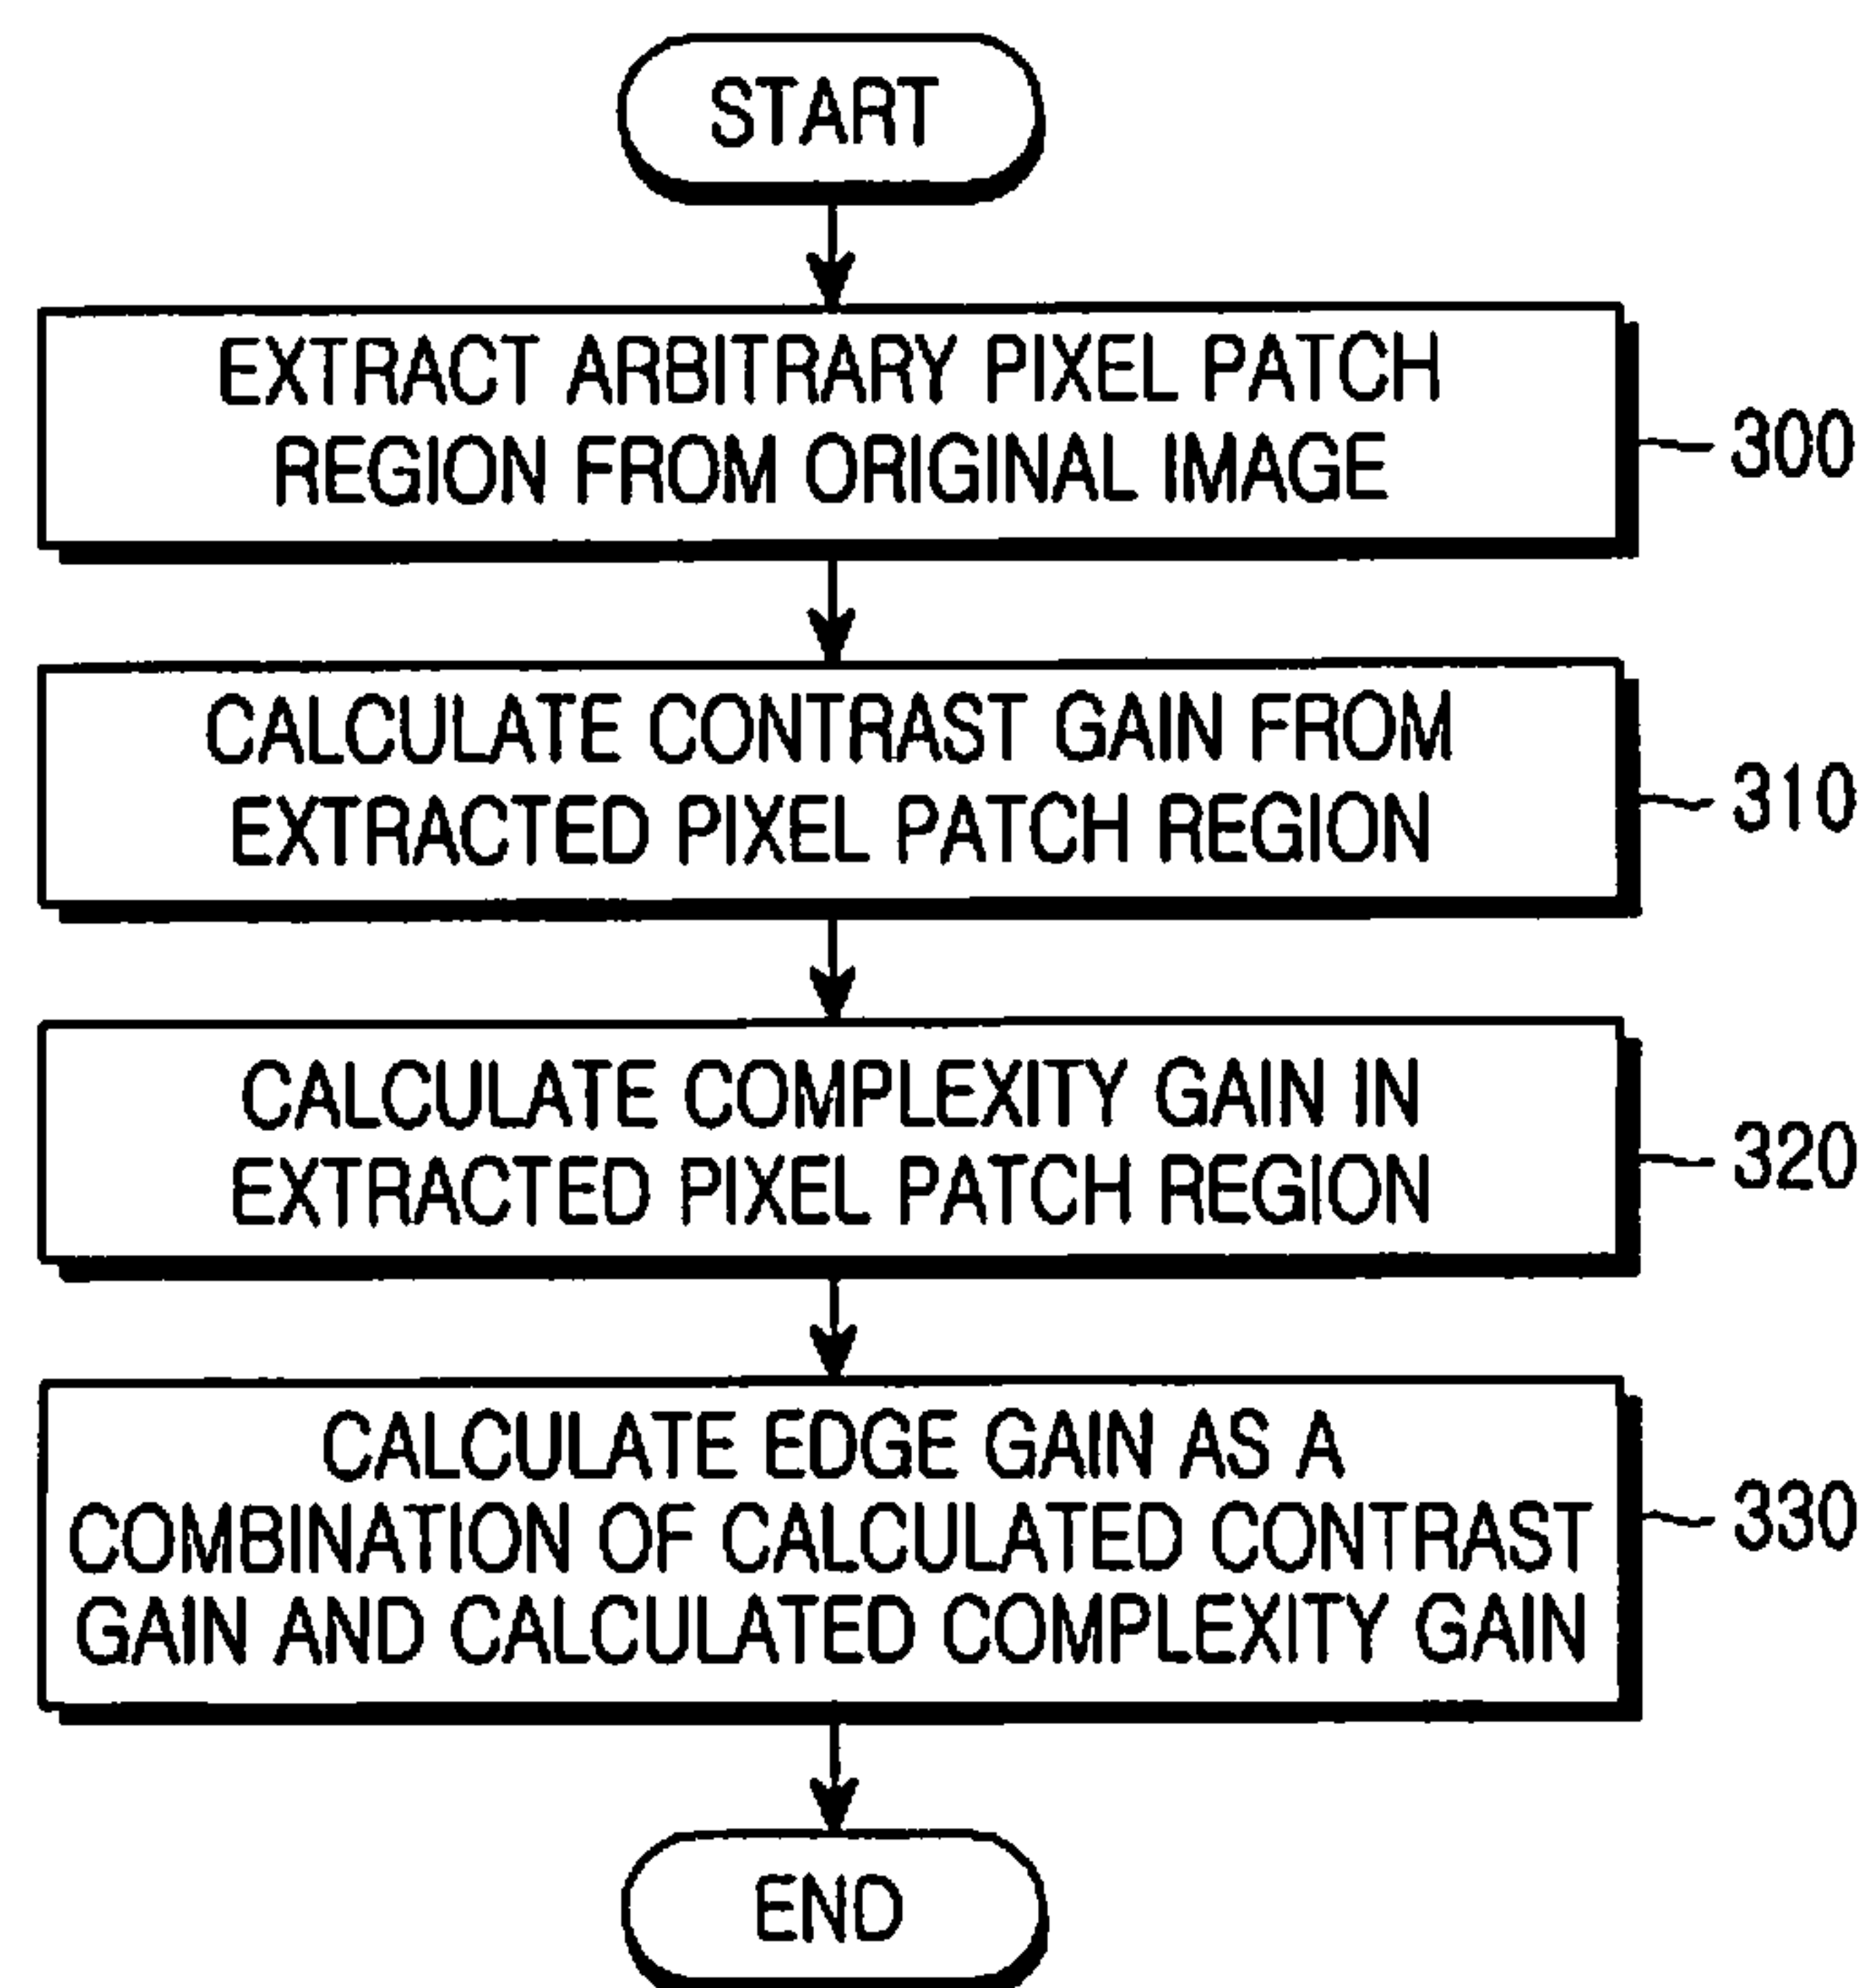 START
EXTRACT ARBITRARY PIXEL PATCH
REGION FROM ORIGINAL IMAGE
300
CALCULATE CONTRAST GAIN FROM
EXTRACTED PIXEL PATCH REGION
310
CALCULATE COMPLEXITY GAIN IN
EXTRACTED PIXEL PATCH REGION
320
CALCULATE EDGE GAIN AS A
COMBINATION OF CALCULATED CONTRAST
GAIN AND CALCULATED COMPLEXITY GAIN
330
END